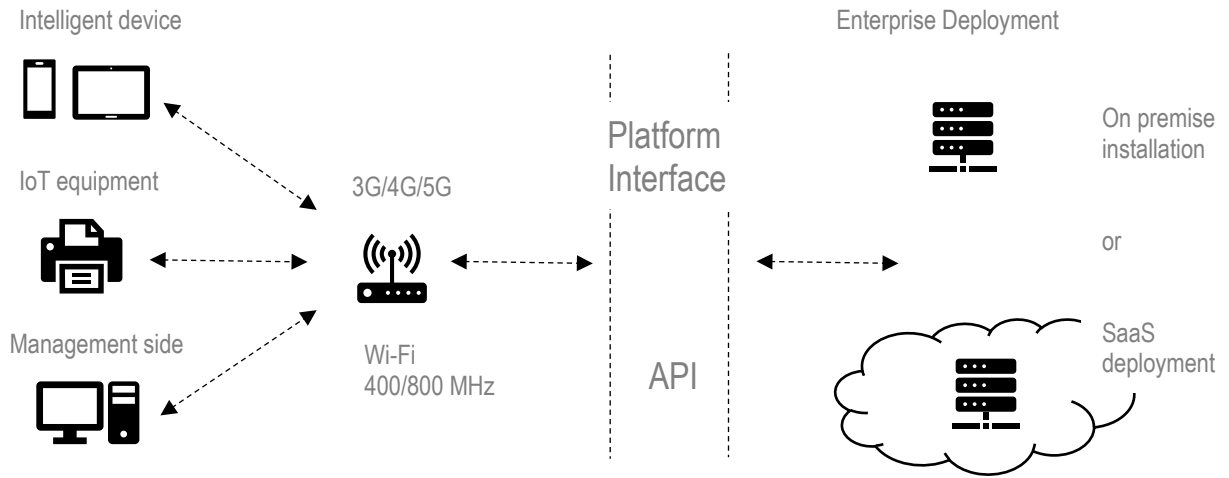 Intelligent device
Enterprise Deployment
Platform
Interface
On premise
installation
IoT equipment
3G/4G/5G
or
Management side
Wi-Fi
400/800 MHz
API
SaaS
deployment